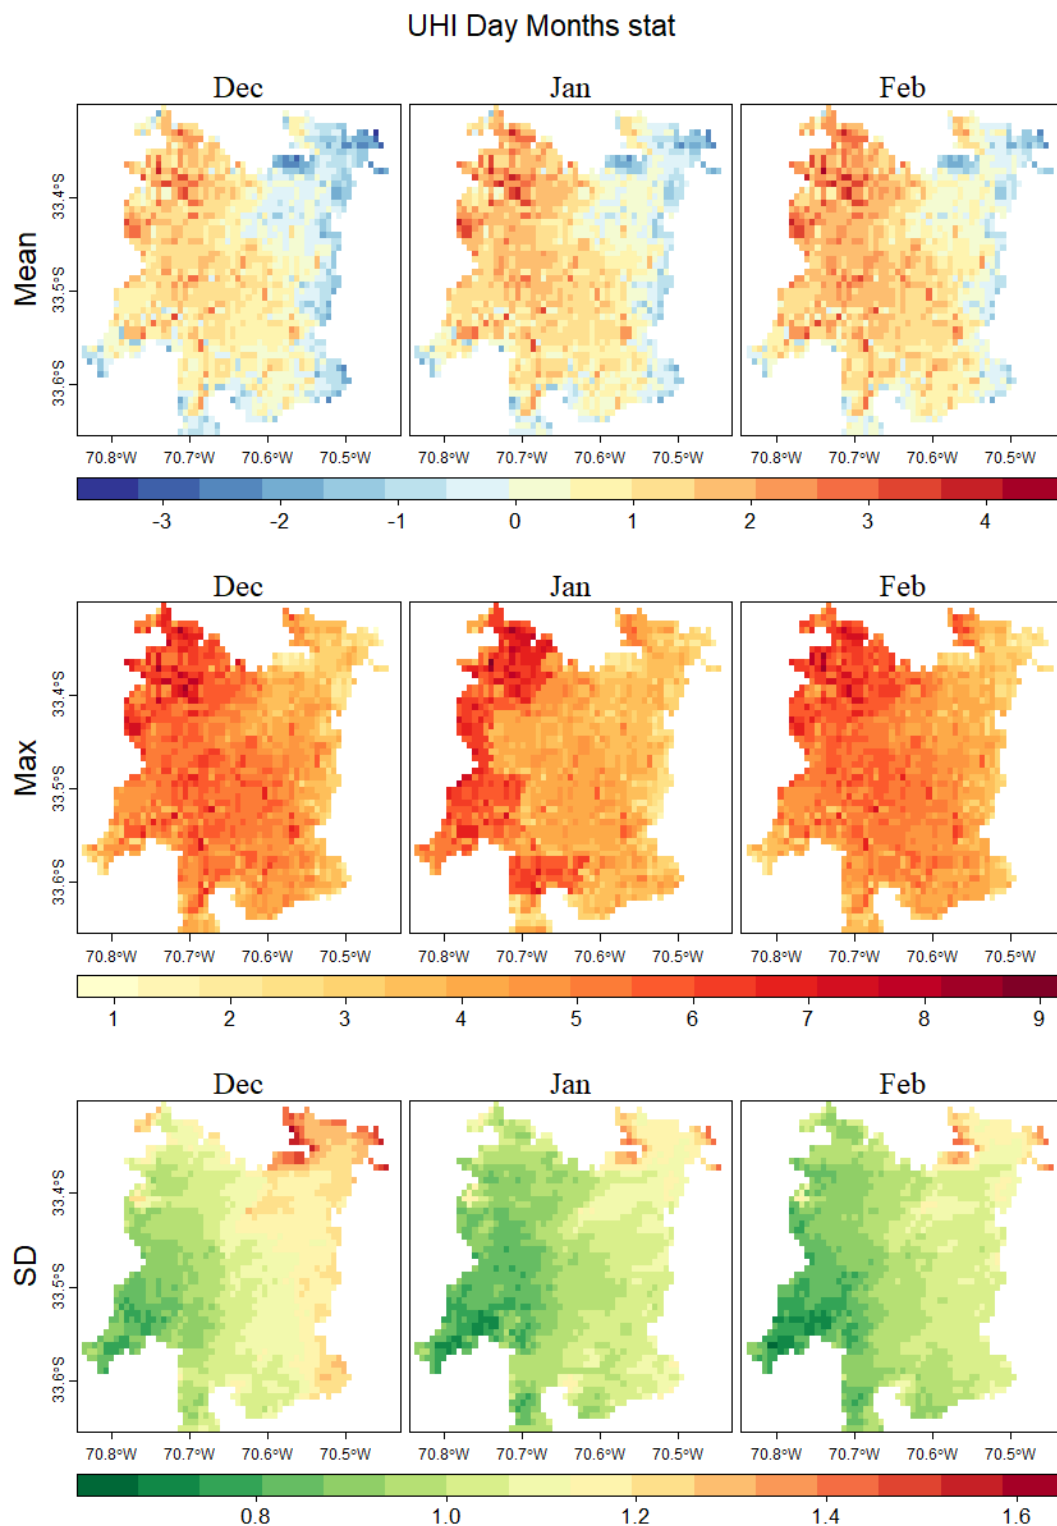 UHI Day Months stat
Dec Jan Feb
Mean
33.4°S
33.5°S
33.6°S
70.8°W 70.7°W 70.6°W 70.5°W 70.8°W 70.7°W 70.6°W 70.5°W 70.8°W 70.7°W 70.6°W 70.5°W
-3 -2 -1 0 1 2 3 4
Dec Jan Feb
Max
33.4°S
33.5°S
33.6°S
70.8°W 70.7°W 70.6°W 70.5°W 70.8°W 70.7°W 70.6°W 70.5°W 70.8°W 70.7°W 70.6°W 70.5°W
1 2 3 4 5 6 7 8 9
Dec Jan Feb
SD
33.4°S
33.5°S
33.6°S
70.8°W 70.7°W 70.6°W 70.5°W 70.8°W 70.7°W 70.6°W 70.5°W 70.8°W 70.7°W 70.6°W 70.5°W
0.8 1.0 1.2 1.4 1.6